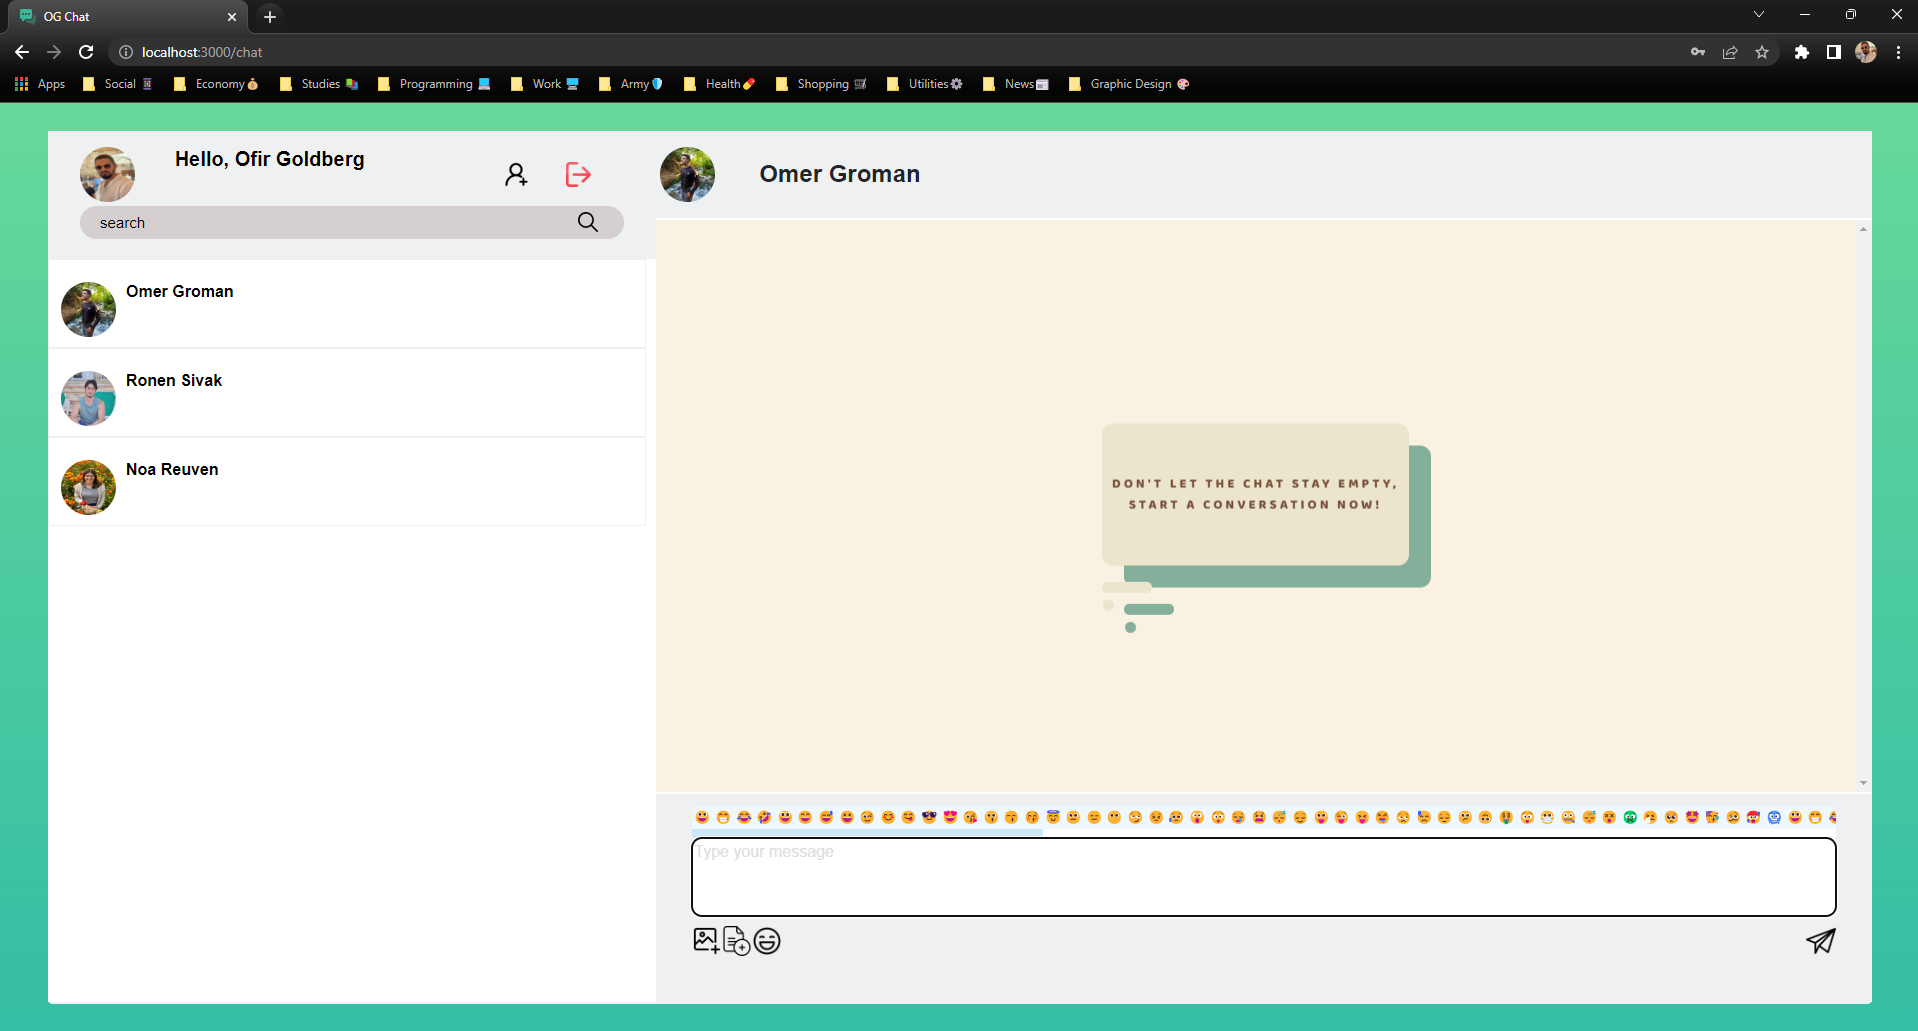 OG Chat
localhost:3000/chat
Apps
Social
Economy
Studies
Programming
Work
Army
Health
Shopping
Utilities
News
Graphic Design
Hello, Ofir Goldberg
search
Omer Groman
Ronen Sivak
Noa Reuven
Omer Groman
DON'T LET THE CHAT STAY EMPTY,
START A CONVERSATION NOW!
Type your message